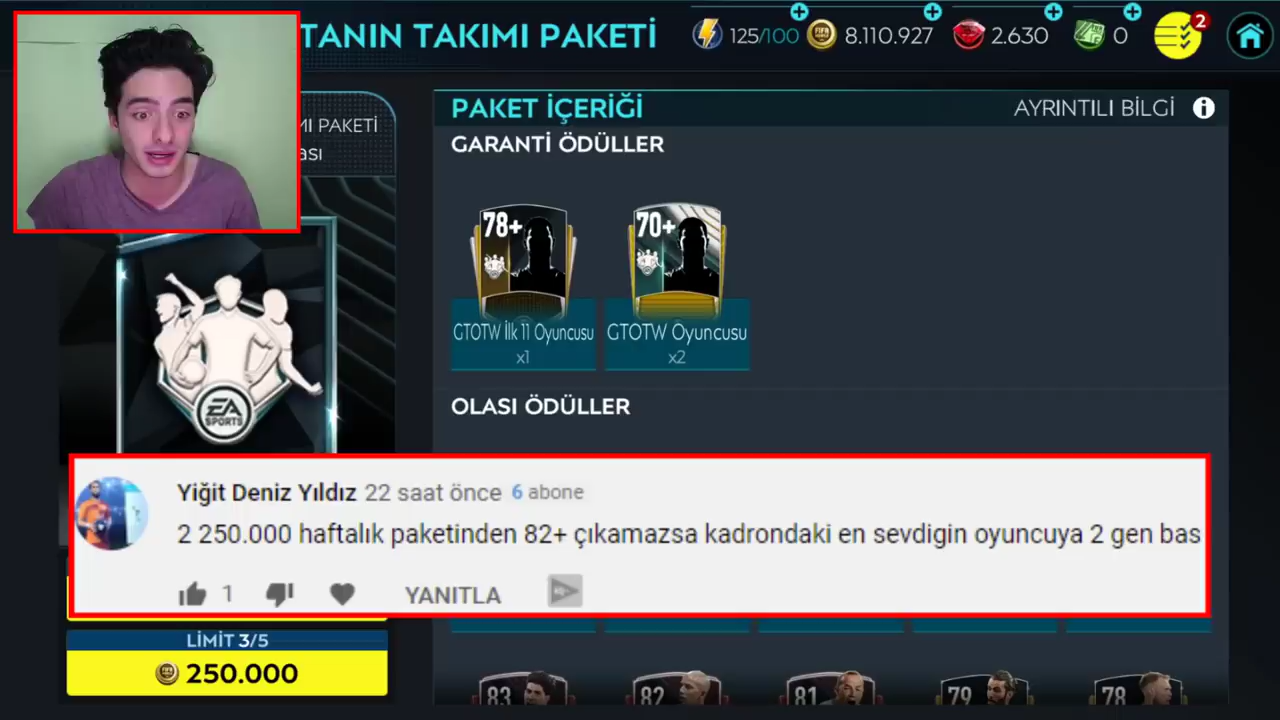 TANIN TAKIMI PAKETİ
125/100
8.110.927
2.630
0
2
MI PAKETİ
ası
PAKET İÇERİĞİ
AYRINTILI BİLGİ
GARANTİ ÖDÜLLER
78+
70+
GTOTW İlk 11 Oyuncusu
x1
GTOTW Oyuncusu
x2
EA
SPORTS
OLASI ÖDÜLLER
Yiğit Deniz Yıldız 22 saat önce 6 abone
2 250.000 haftalık paketinden 82+ çıkamazsa kadrondaki en sevdigin oyuncuya 2 gen bas
1
YANITLA
LİMİT 3/5
250.000
83
82
81
79
78